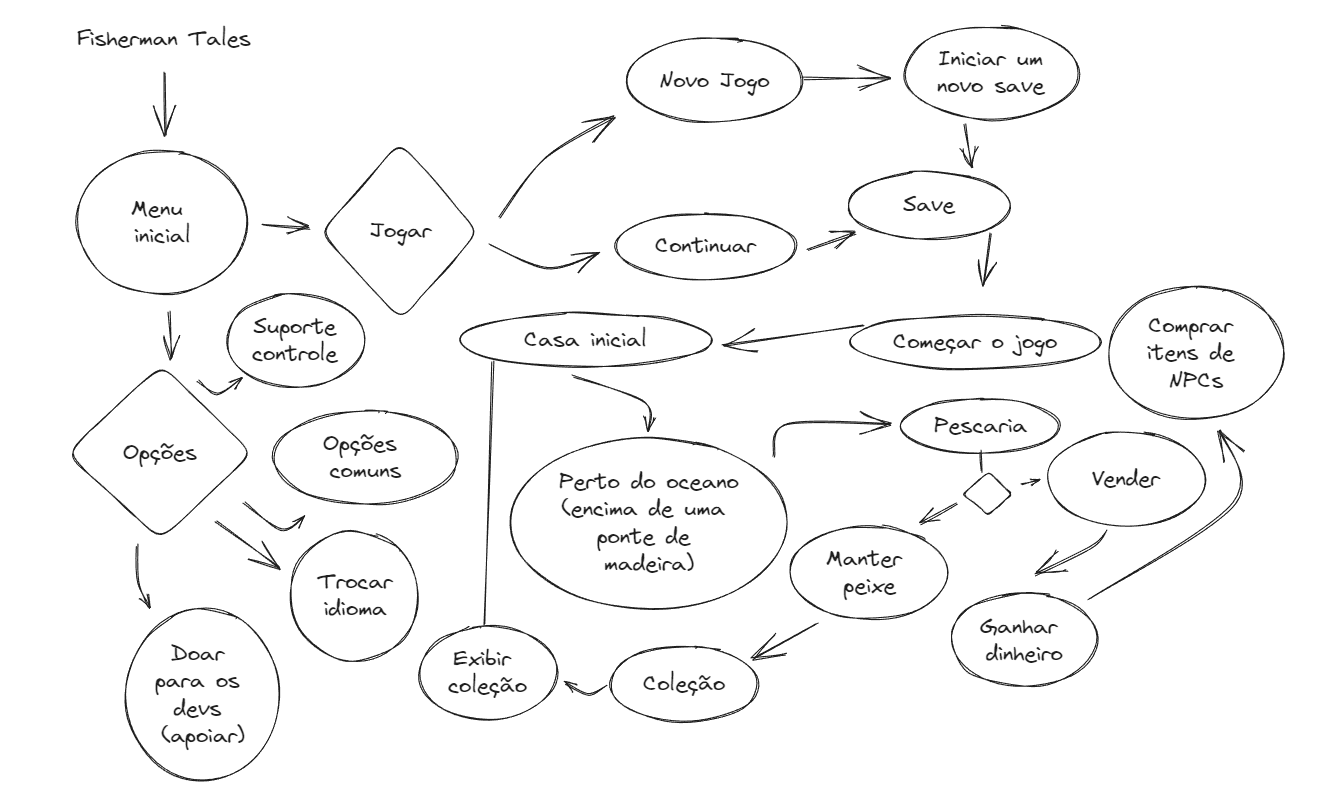 Fisherman Tales
Menu
inicial
Jogar
Novo Jogo
Iniciar um
novo save
Continuar
Save
Começar o jogo
Casa inicial
Suporte
controle
Opções
Opções
comuns
Trocar
idioma
Doar
para os
devs
(apoiar)
Perto do oceano
(encima de uma
ponte de
madeira)
Pescaria
Vender
Comprar
itens de
NPCs
Manter
peixe
Ganhar
dinheiro
Coleção
Exibir
coleção